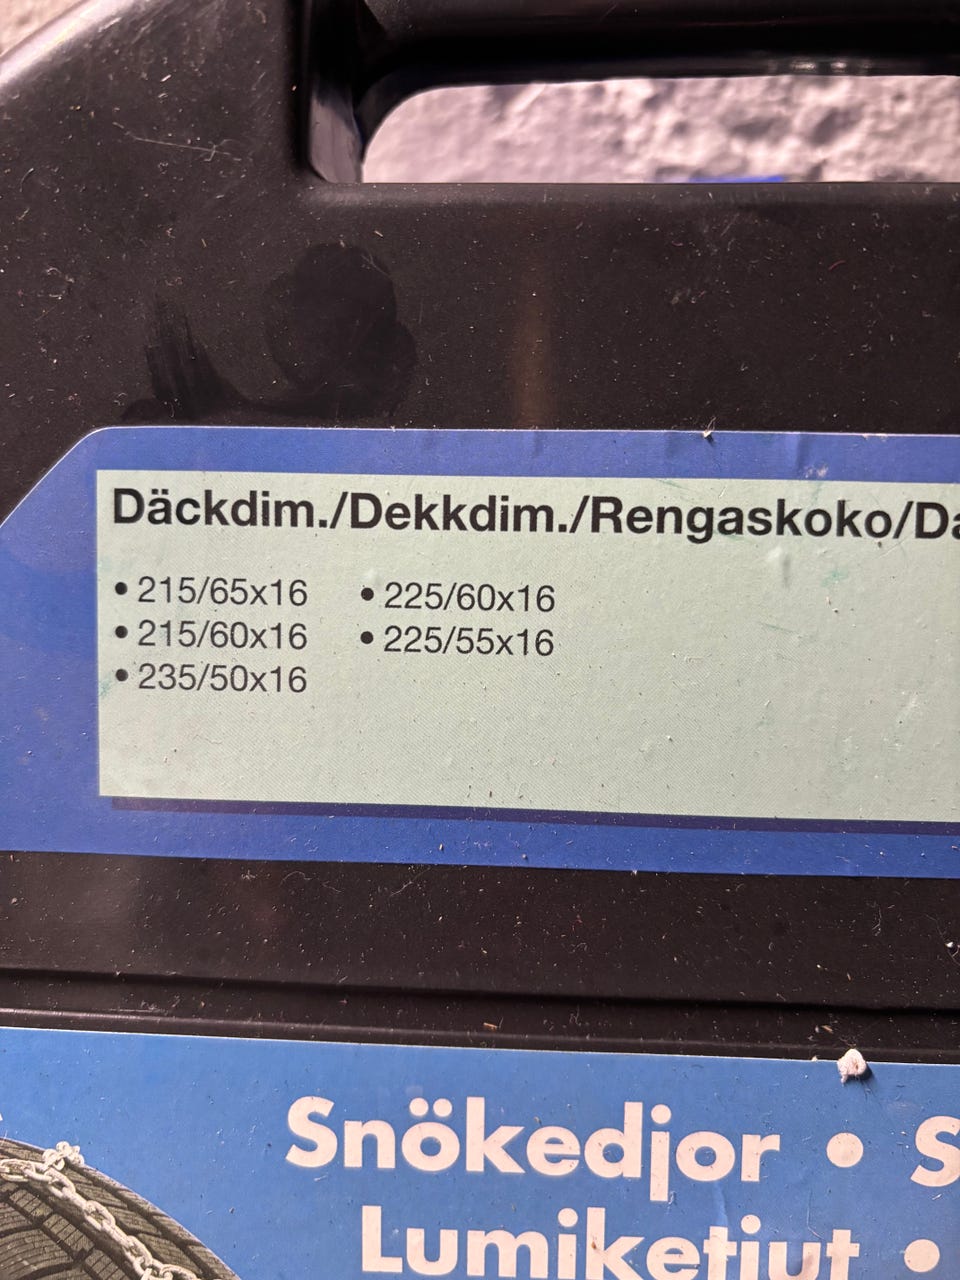 Däckdim./Dekkdim./Rengaskoko/Da
• 215/65x16 • 225/60x16
• 215/60x16 • 225/55x16
• 235/50x16
Snökedjor • S
Lumiketjut •